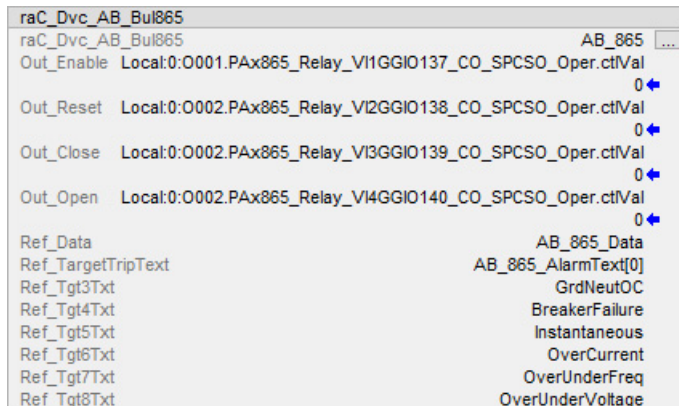 raC_Dvc_AB_Bul865
raC_Dvc_AB_Bul865 AB_865 ...
Out_Enable Local:0:O001.PAx865_Relay_VI1GGIO137_CO_SPCSO_Oper.ctlVal
0
Out_Reset Local:0:O002.PAx865_Relay_VI2GGIO138_CO_SPCSO_Oper.ctlVal
0
Out_Close Local:0:O002.PAx865_Relay_VI3GGIO139_CO_SPCSO_Oper.ctlVal
0
Out_Open Local:0:O002.PAx865_Relay_VI4GGIO140_CO_SPCSO_Oper.ctlVal
0
Ref_Data AB_865_Data
Ref_TargetTripText AB_865_AlarmText[0]
Ref_Tgt3Txt GrdNeutOC
Ref_Tgt4Txt BreakerFailure
Ref_Tgt5Txt Instantaneous
Ref_Tgt6Txt OverCurrent
Ref_Tgt7Txt OverUnderFreq
Ref_Tgt8Txt OverUnderVoltage